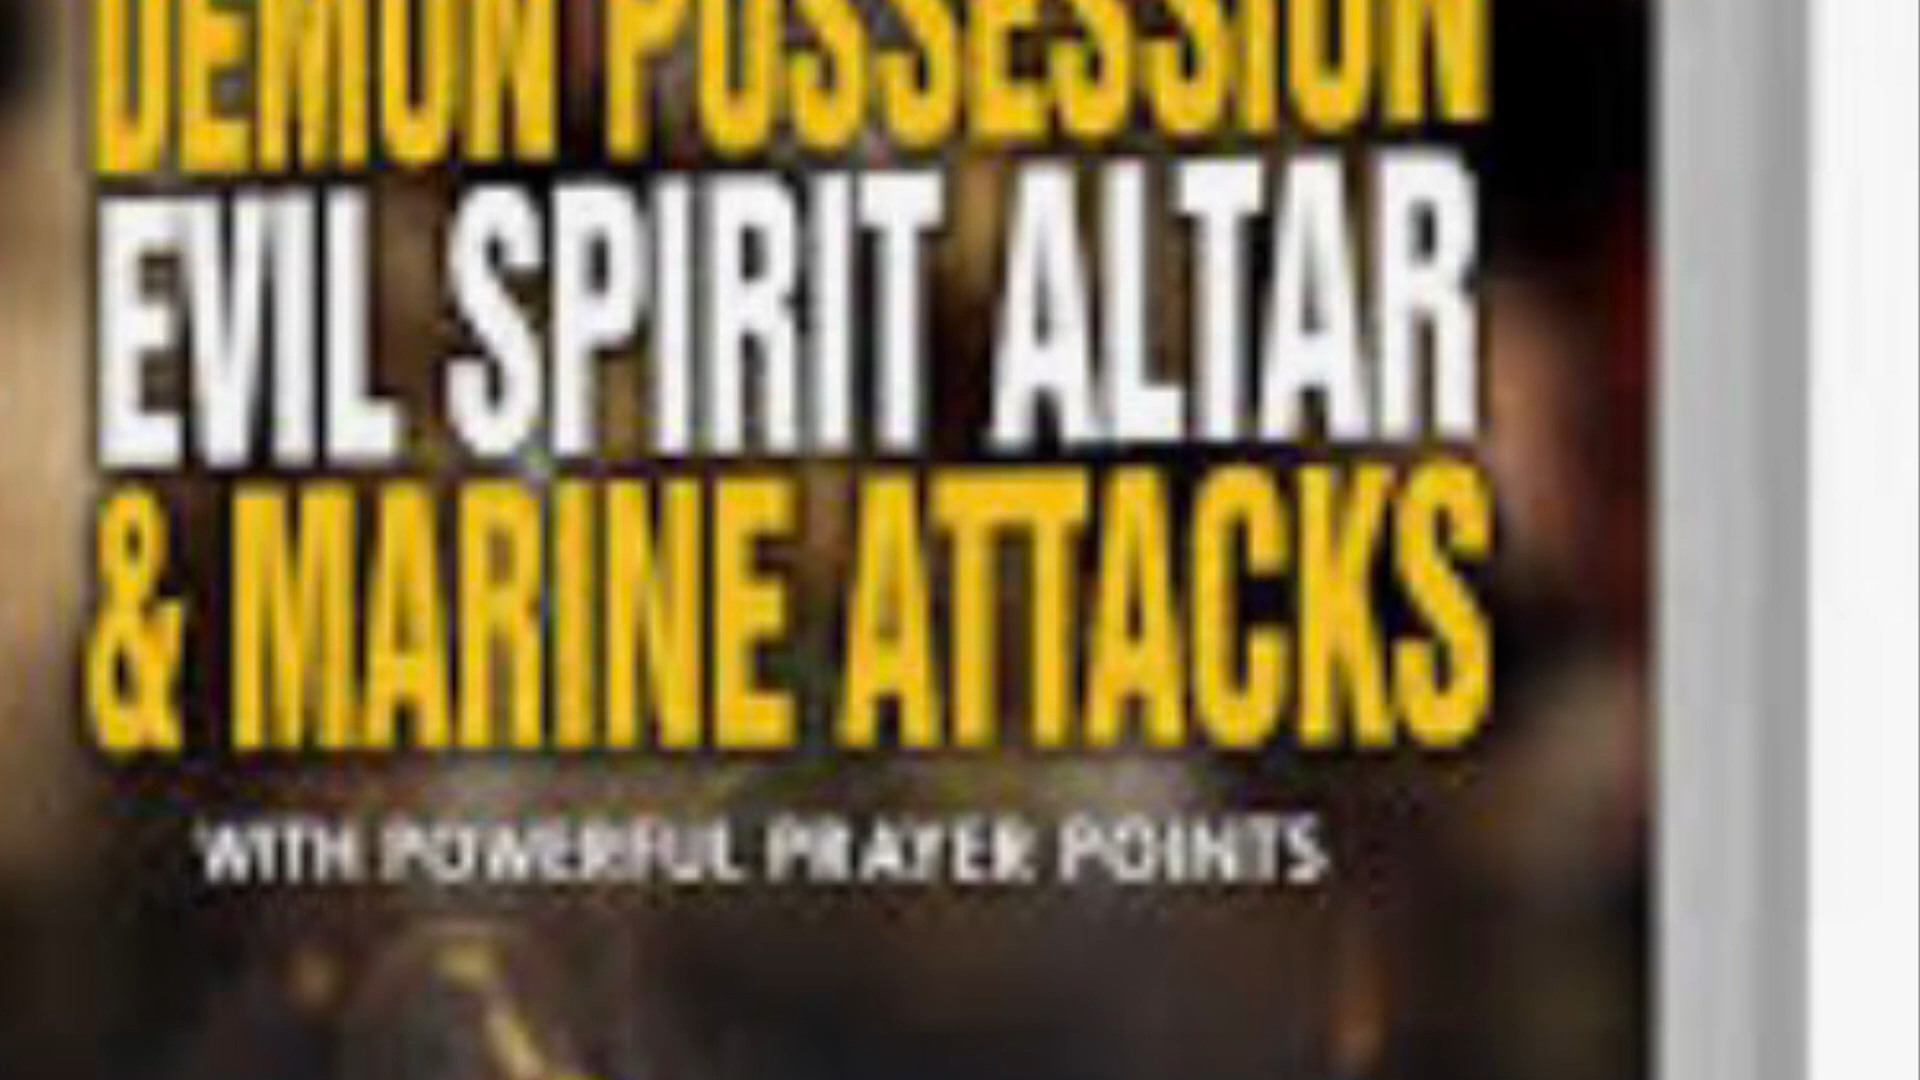 DEMON POSSESSION
EVIL SPIRIT ALTAR
& MARINE ATTACKS
WITH POWERFUL PRAYER POINTS